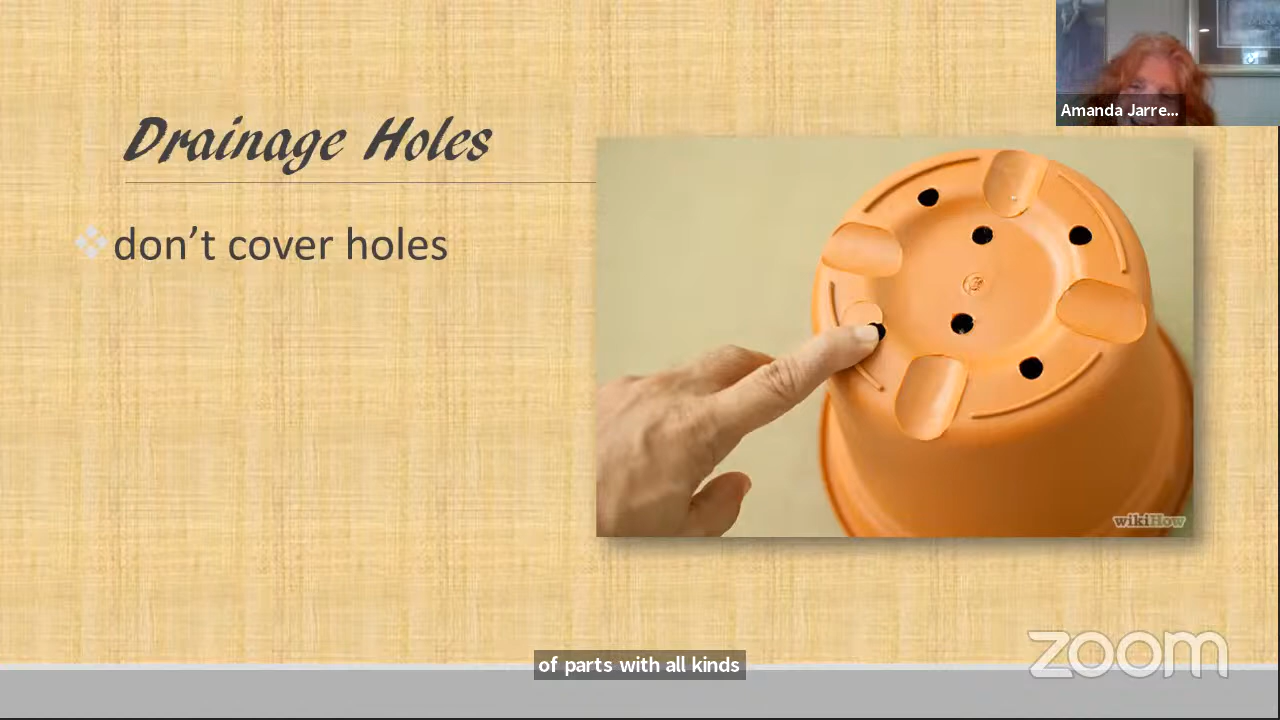 Amanda Jarre...
Drainage Holes
don't cover holes
wikiHow
of parts with all kinds
zoom